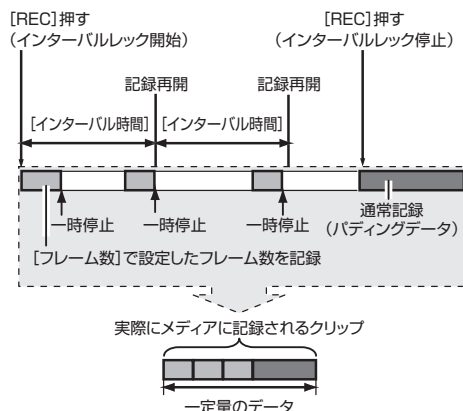 [REC]押す
(インターバルレック開始)
[REC]押す
(インターバルレック停止)
記録再開
記録再開
[インターバル時間]
[インターバル時間]
一時停止
一時停止
一時停止
通常記録
(パディングデータ)
[フレーム数]で設定したフレーム数を記録
実際にメディアに記録されるクリップ
一定量のデータ